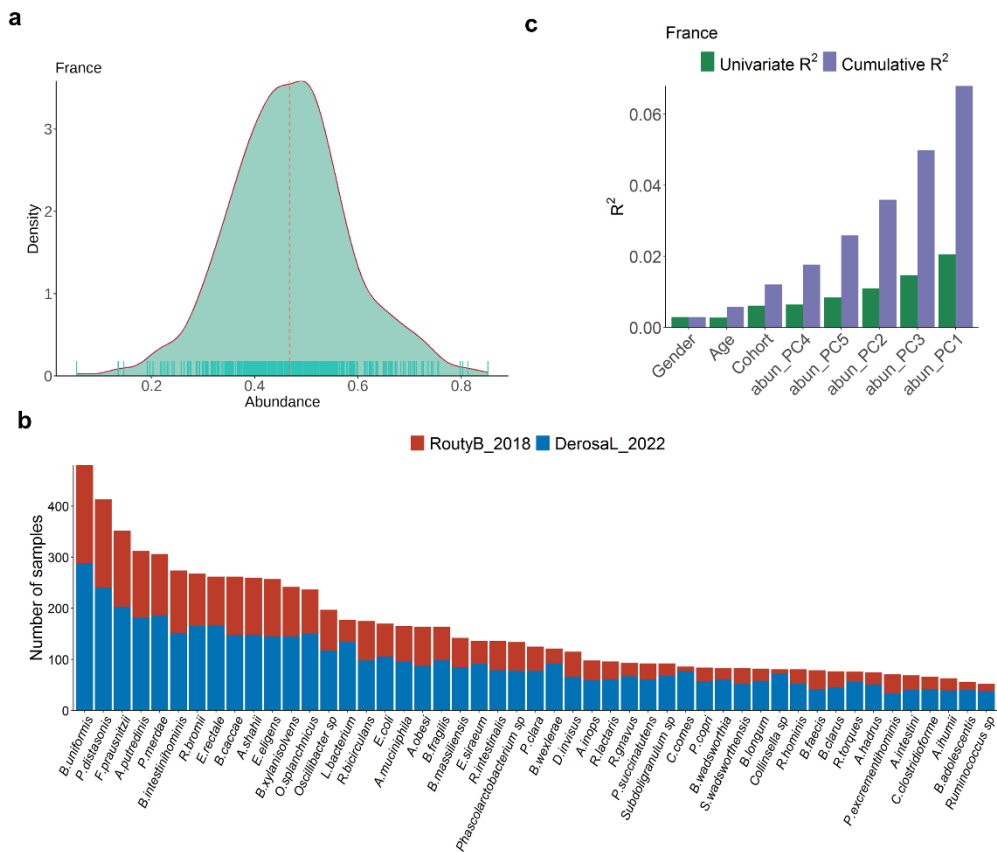 a
France
Density
3
2
1
0
0.2
0.4
0.6
0.8
Abundance
c
France
Univariate R²
Cumulative R²
R²
0.06
0.04
0.02
0.00
Gender
Age
Cohort
abun_PC4
abun_PC5
abun_PC2
abun_PC3
abun_PC1
b
RoutyB_2018
DerosaL_2022
Number of samples
400
300
200
100
0
B.uniformis
P.distasonis
F.prausnitzii
A.putredinis
P.merdae
B.intestinihominis
R.bromii
E.rectale
B.caccae
A.shahii
E.eligens
B.xylanisolvens
O.splanchnicus
Oscillibacter sp
L.bacterium
R.bicirculans
E.coli
A.muciniphila
A.obesi
B.fragilis
B.massiliensis
E.siraeum
R.intestinalis
Phascolarctobacterium sp
P.clara
B.wexlerae
D.invisus
A.inops
R.lactaris
R.gnavus
P.succinatutens
Subdoligranulum sp
C.comes
P.copri
B.wadsworthia
S.wadsworthensis
B.longum
Collinsella sp
R.hominis
B.faecis
B.clarus
R.torques
A.hadrus
P.excrementihominis
A.intestini
C.clostridioforme
A.ihumii
B.adolescentis
Ruminococcus sp